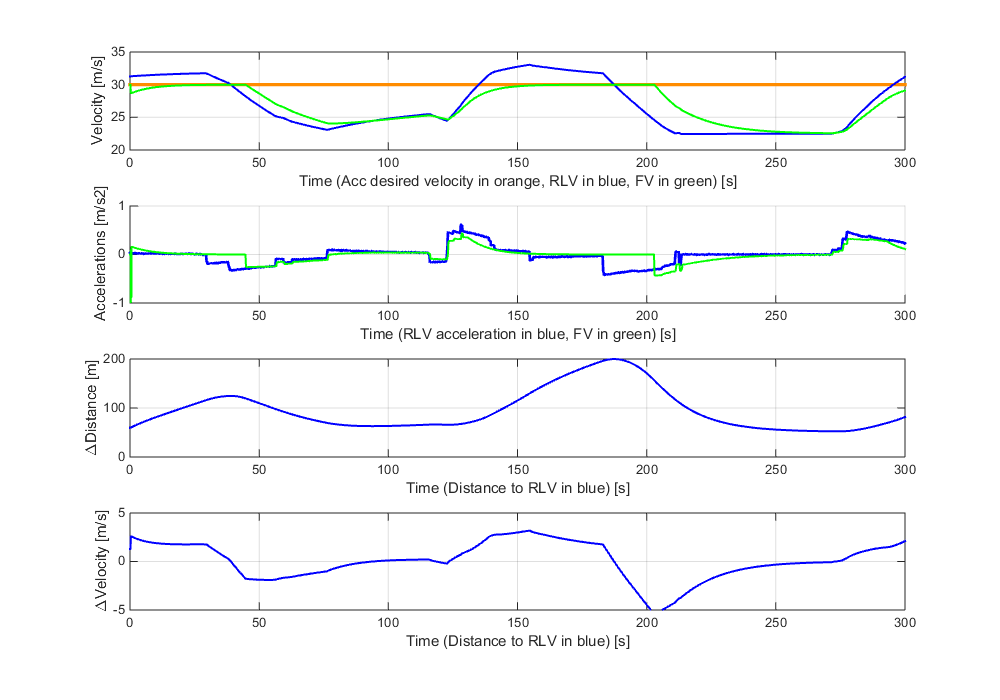 Velocity [m/s]
35
30
25
20
0 50 100 150 200 250 300
Time (Acc desired velocity in orange, RLV in blue, FV in green) [s]
Accelerations [m/s2]
1
0
-1
0 50 100 150 200 250 300
Time (RLV acceleration in blue, FV in green) [s]
ΔDistance [m]
200
100
0
0 50 100 150 200 250 300
Time (Distance to RLV in blue) [s]
ΔVelocity [m/s]
5
0
-5
0 50 100 150 200 250 300
Time (Distance to RLV in blue) [s]